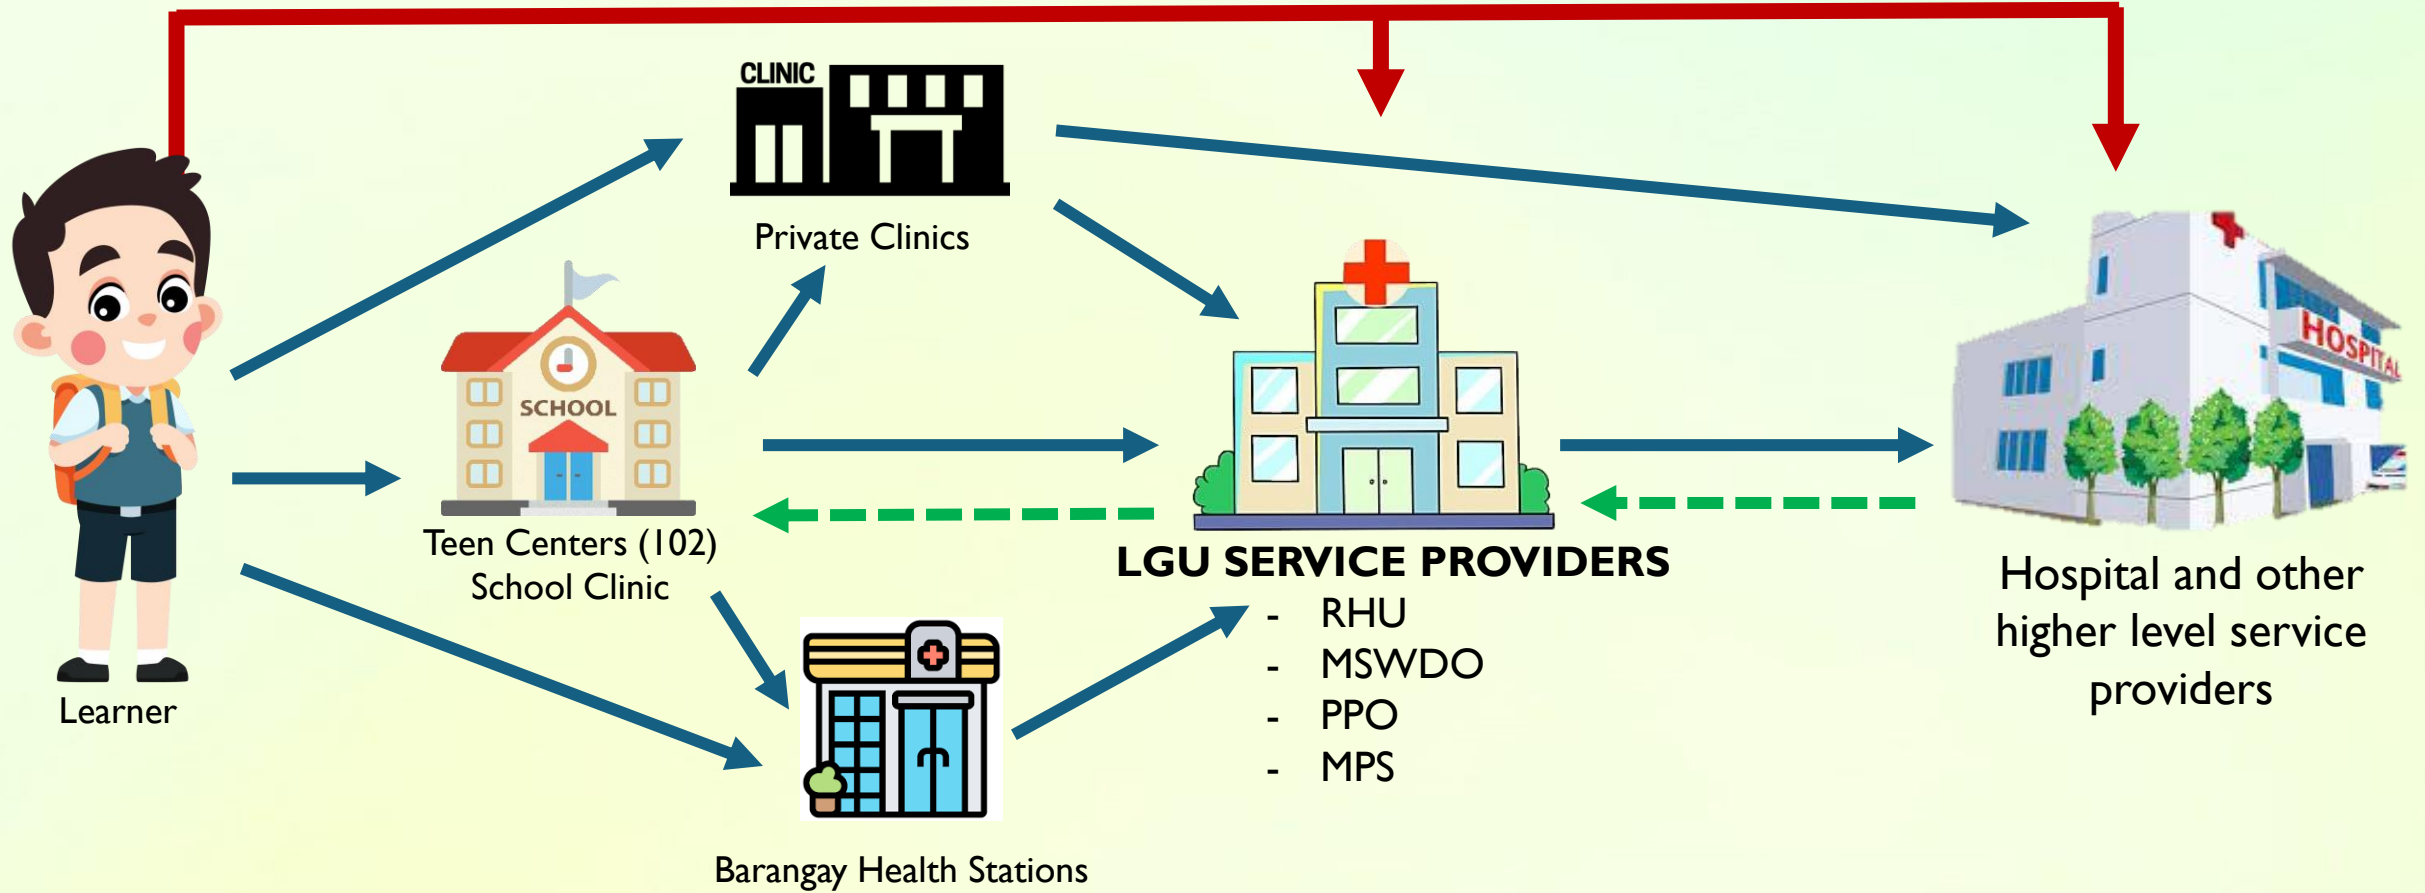 CLINIC
Private Clinics
SCHOOL
Teen Centers (102)
School Clinic
Learner
Barangay Health Stations
LGU SERVICE PROVIDERS
- RHU
- MSWDO
- PPO
- MPS
HOSPITAL
Hospital and other
higher level service
providers